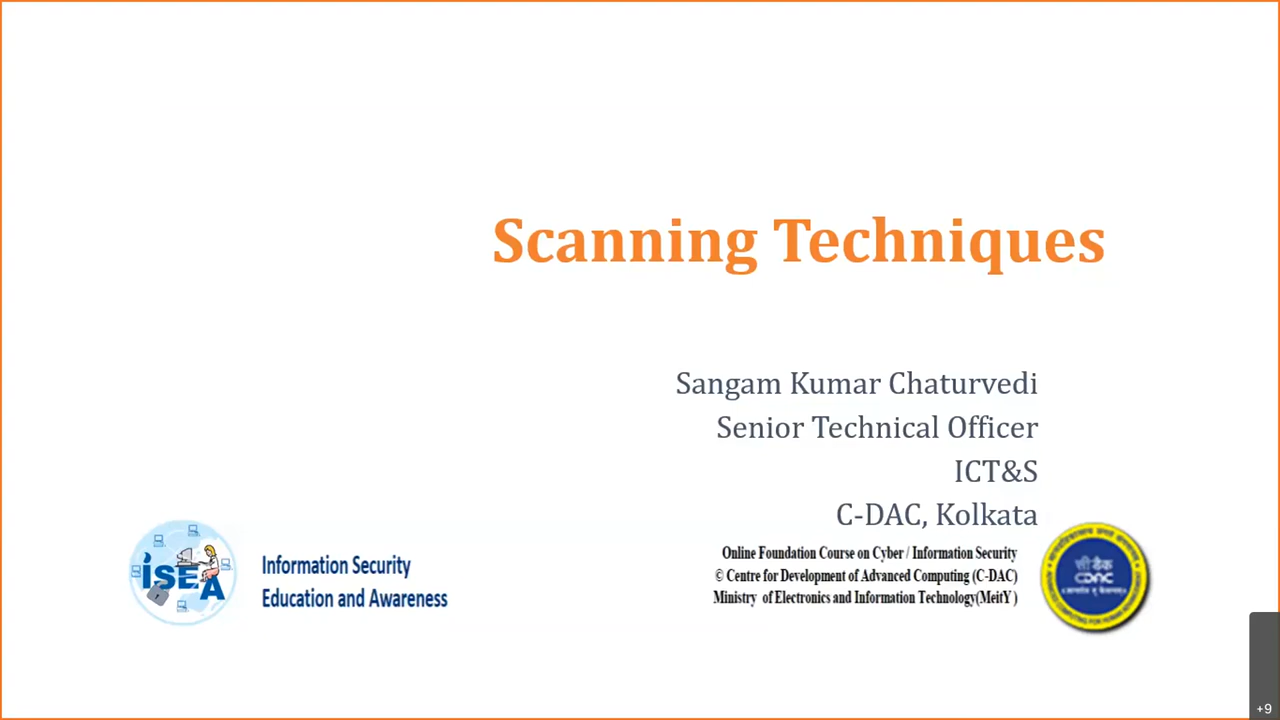 Scanning Techniques
Sangam Kumar Chaturvedi
Senior Technical Officer
ICT&S
C-DAC, Kolkata
iSEA
Information Security
Education and Awareness
Online Foundation Course on Cyber / Information Security
© Centre for Development of Advanced Computing (C-DAC)
Ministry of Electronics and Information Technology(MeitY )
सी डैक
CDAC
+9